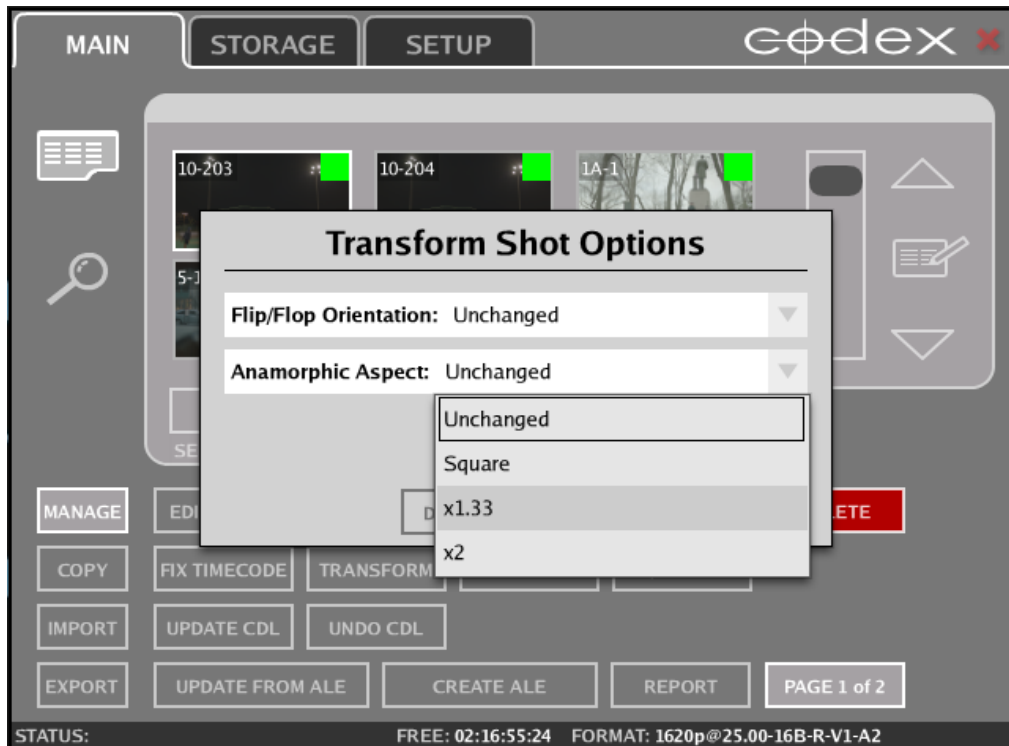 MAIN STORAGE SETUP codex
10-203 10-204 1A-1
Transform Shot Options
Flip/Flop Orientation: Unchanged
Anamorphic Aspect: Unchanged
Unchanged
Square
x1.33
x2
MANAGE
COPY FIX TIMECODE TRANSFORM
IMPORT UPDATE CDL UNDO CDL
EXPORT UPDATE FROM ALE CREATE ALE REPORT PAGE 1 of 2
STATUS: FREE: 02:16:55:24 FORMAT: 1620p@25.00-16B-R-V1-A2